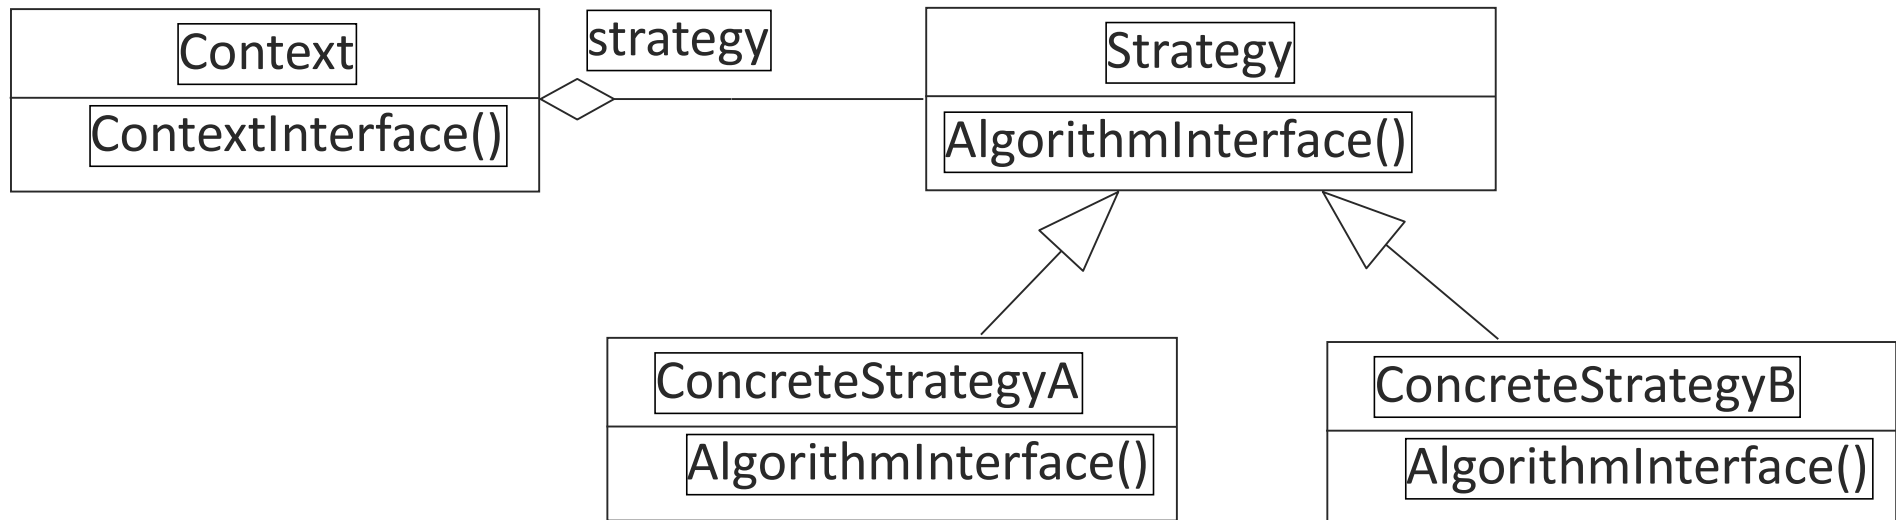 Context
ContextInterface()
strategy
Strategy
AlgorithmInterface()
ConcreteStrategyA
AlgorithmInterface()
ConcreteStrategyB
AlgorithmInterface()